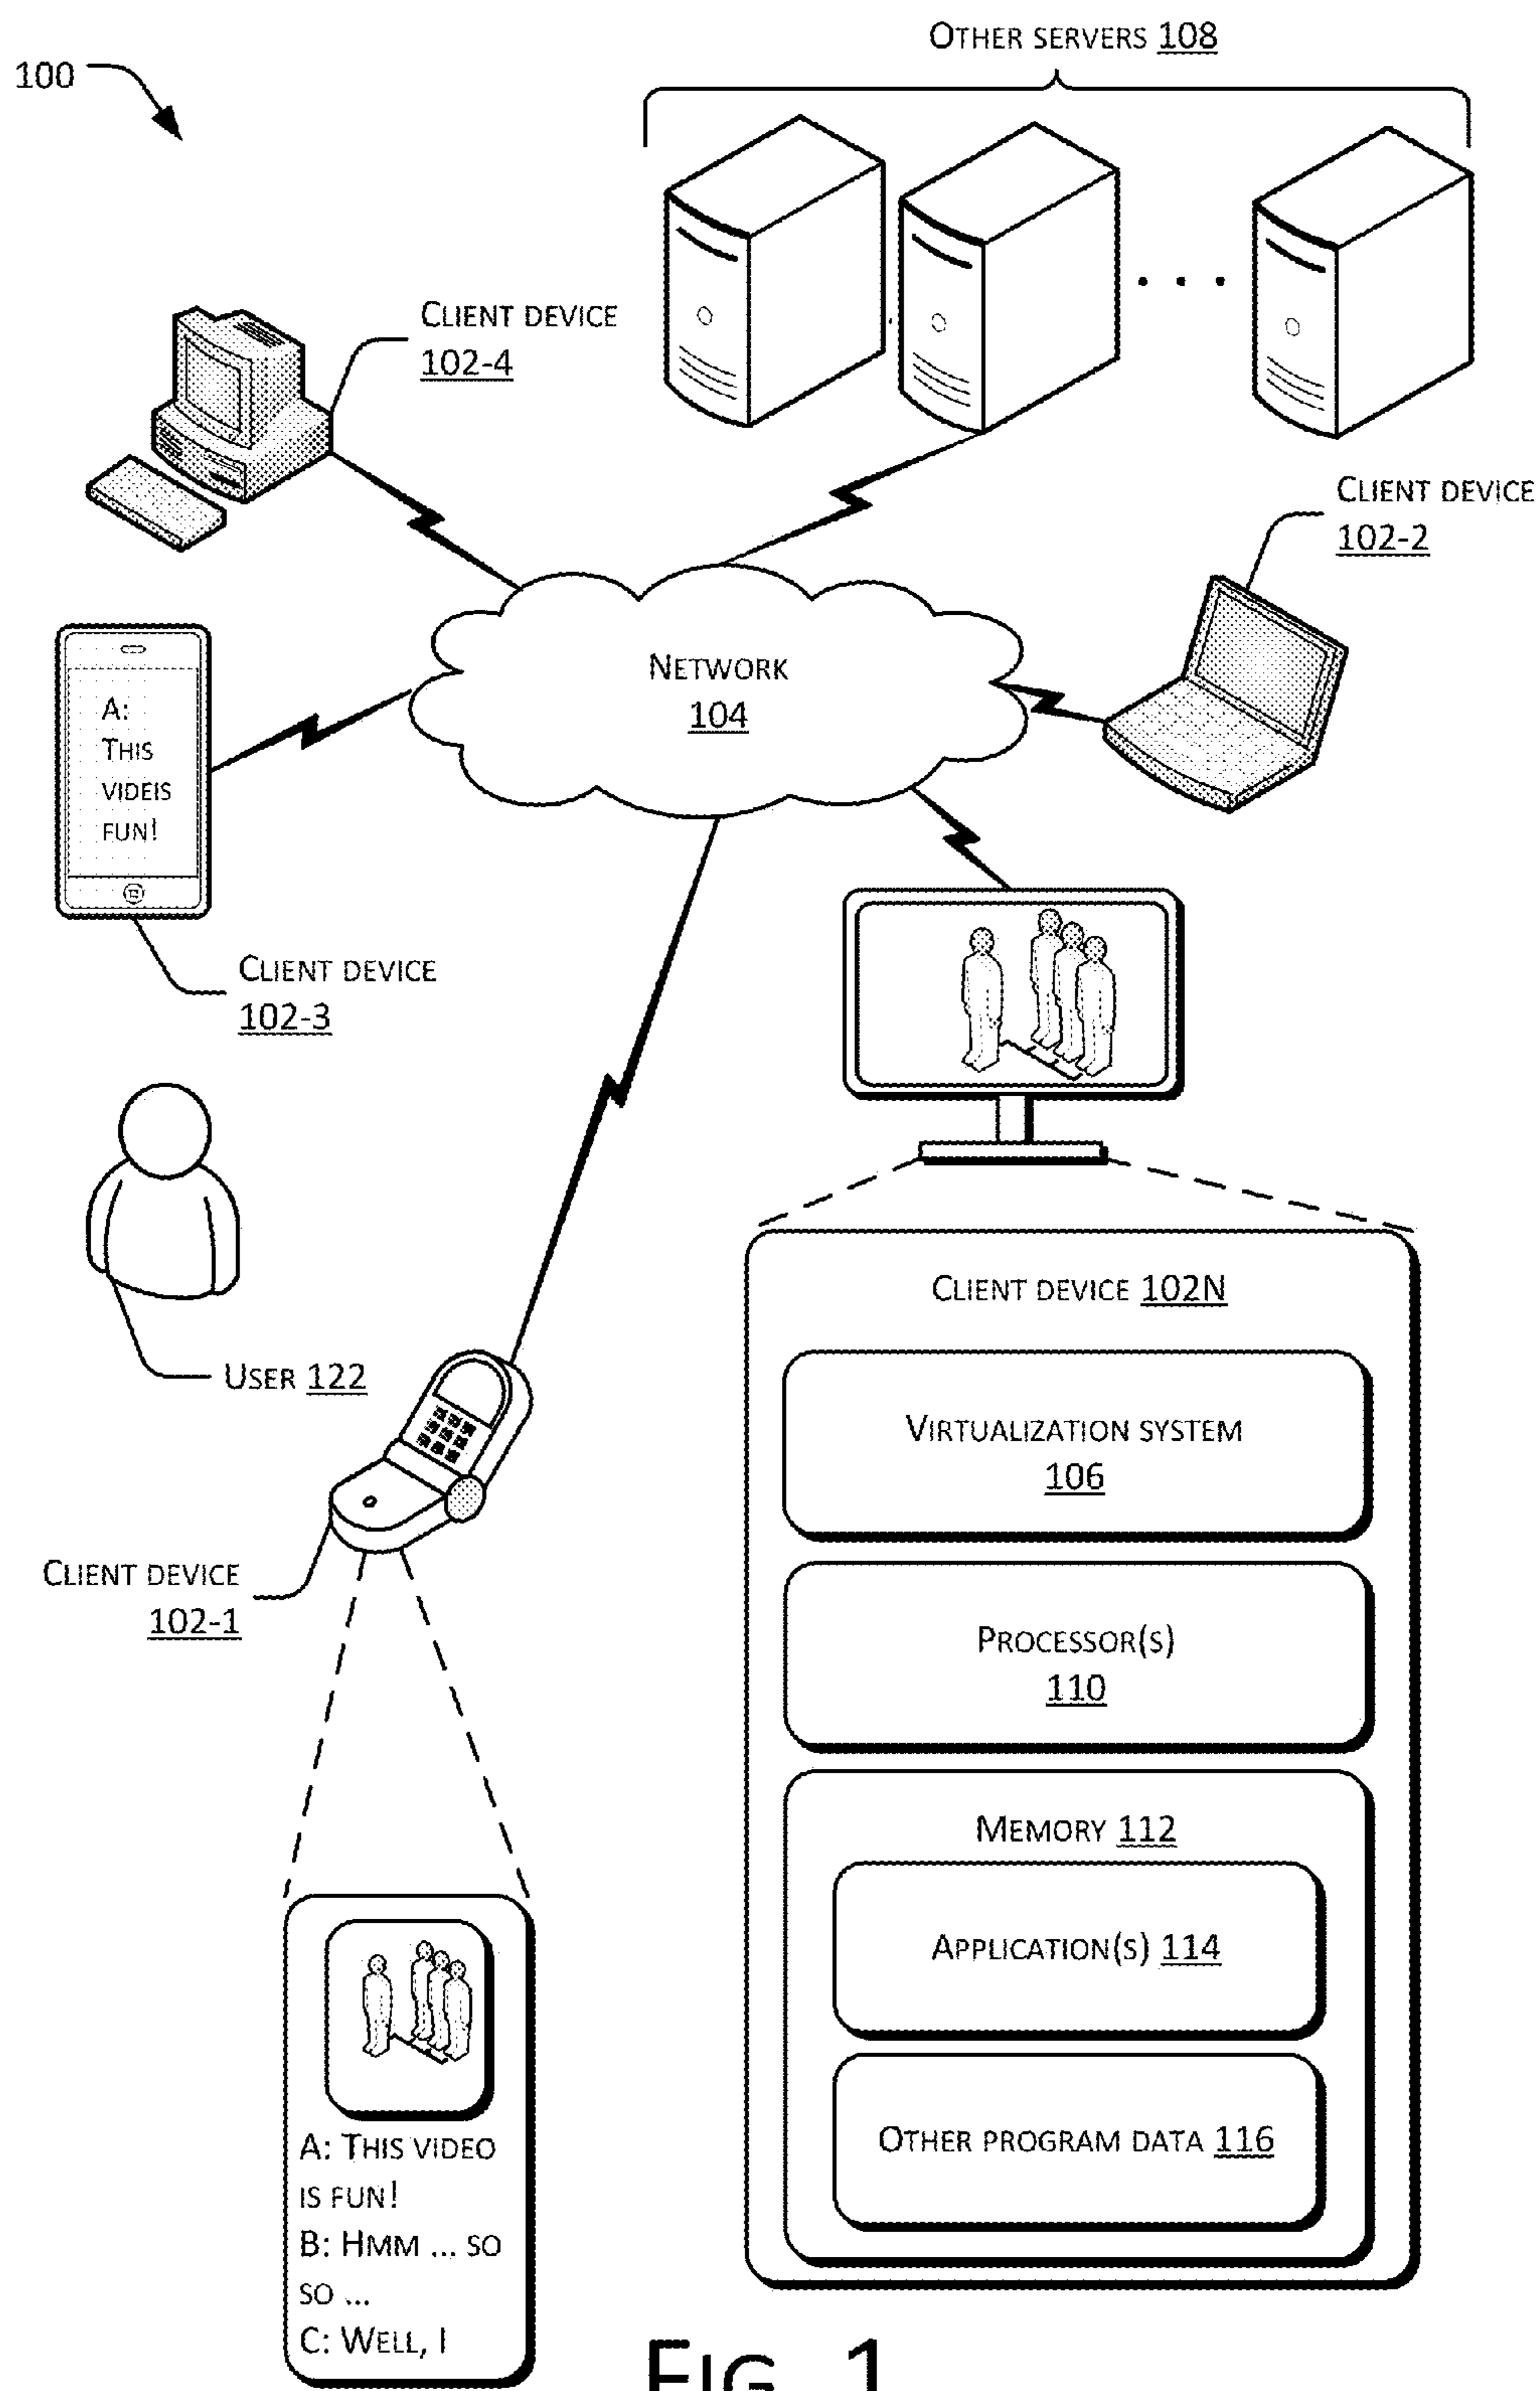 OTHER SERVERS 108
100
CLIENT DEVICE
102-4
CLIENT DEVICE
102-2
NETWORK
104
A:
THIS
VIDEIS
FUN!
CLIENT DEVICE
102-3
USER 122
CLIENT DEVICE
102-1
CLIENT DEVICE 102N
VIRTUALIZATION SYSTEM
106
PROCESSOR(S)
110
MEMORY 112
APPLICATION(S) 114
OTHER PROGRAM DATA 116
A: THIS VIDEO
IS FUN!
B: HMM ... SO
SO ...
C: WELL, I
FIG. 1